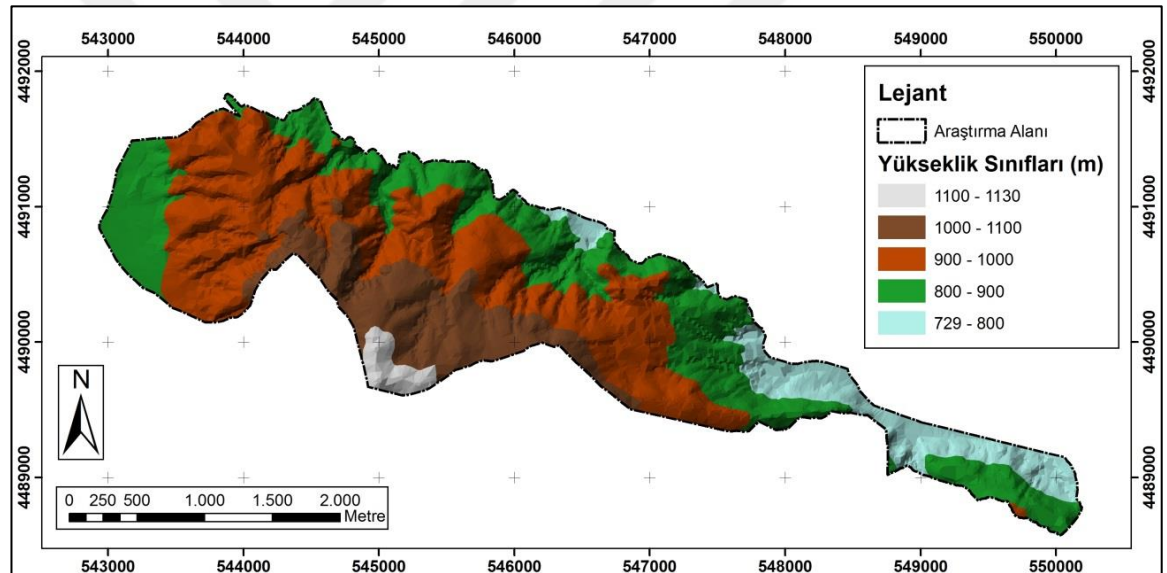 543000 544000 545000 546000 547000 548000 549000 550000
4492000 4492000
4491000 4491000
4490000 4490000
4489000 4489000
Lejant
Araştırma Alanı
Yükseklik Sınıfları (m)
1100 - 1130
1000 - 1100
900 - 1000
800 - 900
729 - 800
N
0 250 500 1.000 1.500 2.000
Metre
543000 544000 545000 546000 547000 548000 549000 550000